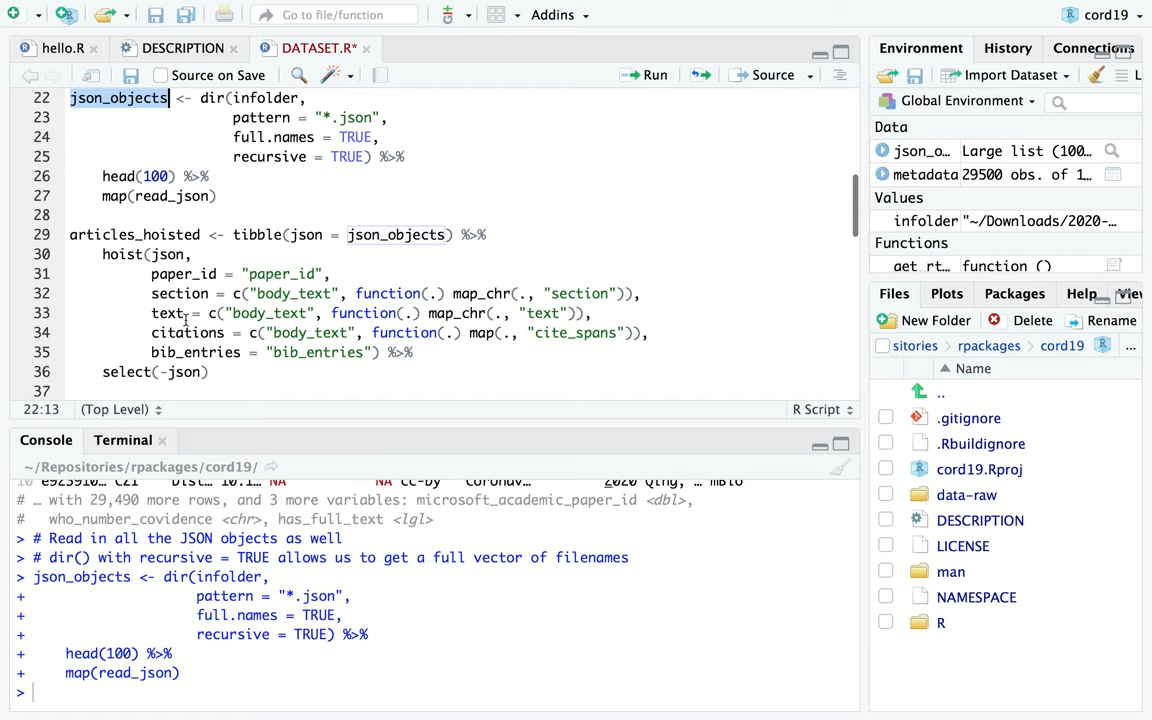 Go to file/function
Addins
cord19
hello.R
DESCRIPTION
DATASET.R*
Source on Save
Run
Source
22 json_objects <- dir(infolder,
23 pattern = "*.json",
24 full.names = TRUE,
25 recursive = TRUE) %>%
26 head(100) %>%
27 map(read_json)
28
29 articles_hoisted <- tibble(json = json_objects) %>%
30 hoist(json,
31 paper_id = "paper_id",
32 section = c("body_text", function(.) map_chr(., "section")),
33 text = c("body_text", function(.) map_chr(., "text")),
34 citations = c("body_text", function(.) map(., "cite_spans")),
35 bib_entries = "bib_entries") %>%
36 select(-json)
37
22:13 (Top Level) R Script
Console Terminal
~/Repositories/rpackages/cord19/
# … with 29,490 more rows, and 3 more variables: microsoft_academic_paper_id <dbl>,
# who_number_covidence <chr>, has_full_text <lgl>
> # Read in all the JSON objects as well
> # dir() with recursive = TRUE allows us to get a full vector of filenames
> json_objects <- dir(infolder,
+ pattern = "*.json",
+ full.names = TRUE,
+ recursive = TRUE) %>%
+ head(100) %>%
+ map(read_json)
>
Environment History Connections
Import Dataset L
Global Environment
Data
json_o… Large list (100…
metadata 29500 obs. of 1…
Values
infolder "~/Downloads/2020-…
Functions
function ()
Files Plots Packages Help
New Folder Delete Rename
sitories rpackages cord19 ...
Name
..
.gitignore
.Rbuildignore
cord19.Rproj
data-raw
DESCRIPTION
LICENSE
man
NAMESPACE
R